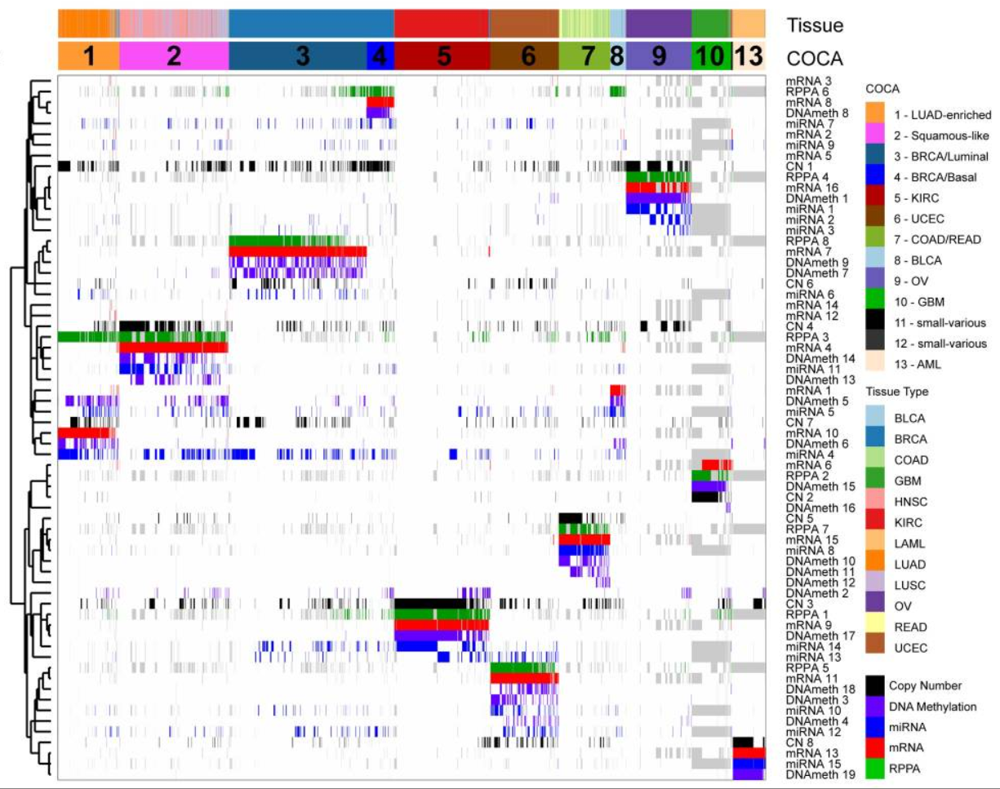 Tissue
1 2 3 4 5 6 7 8 9 10 13 COCA
mRNA 3
RPPA 6
mRNA 8
DNAmeth 8
miRNA 7
mRNA 2
miRNA 9
mRNA 5
CN 1
RPPA 4
mRNA 16
DNAmeth 1
miRNA 1
miRNA 2
miRNA 3
RPPA 8
mRNA 7
DNAmeth 9
DNAmeth 7
CN 6
miRNA 6
mRNA 14
mRNA 12
CN 4
RPPA 3
mRNA 4
DNAmeth 14
miRNA 11
DNAmeth 13
mRNA 1
DNAmeth 5
miRNA 5
CN 7
mRNA 10
DNAmeth 6
miRNA 4
mRNA 6
RPPA 2
DNAmeth 15
CN 2
DNAmeth 16
CN 5
RPPA 7
mRNA 15
miRNA 8
DNAmeth 10
DNAmeth 11
DNAmeth 12
DNAmeth 2
CN 3
RPPA 1
mRNA 9
DNAmeth 17
miRNA 14
miRNA 13
RPPA 5
mRNA 11
DNAmeth 18
DNAmeth 3
miRNA 10
DNAmeth 4
miRNA 12
CN 8
mRNA 13
miRNA 15
DNAmeth 19
COCA
1 - LUAD-enriched
2 - Squamous-like
3 - BRCA/Luminal
4 - BRCA/Basal
5 - KIRC
6 - UCEC
7 - COAD/READ
8 - BLCA
9 - OV
10 - GBM
11 - small-various
12 - small-various
13 - AML
Tissue Type
BLCA
BRCA
COAD
GBM
HNSC
KIRC
LAML
LUAD
LUSC
OV
READ
UCEC
Copy Number
DNA Methylation
miRNA
mRNA
RPPA